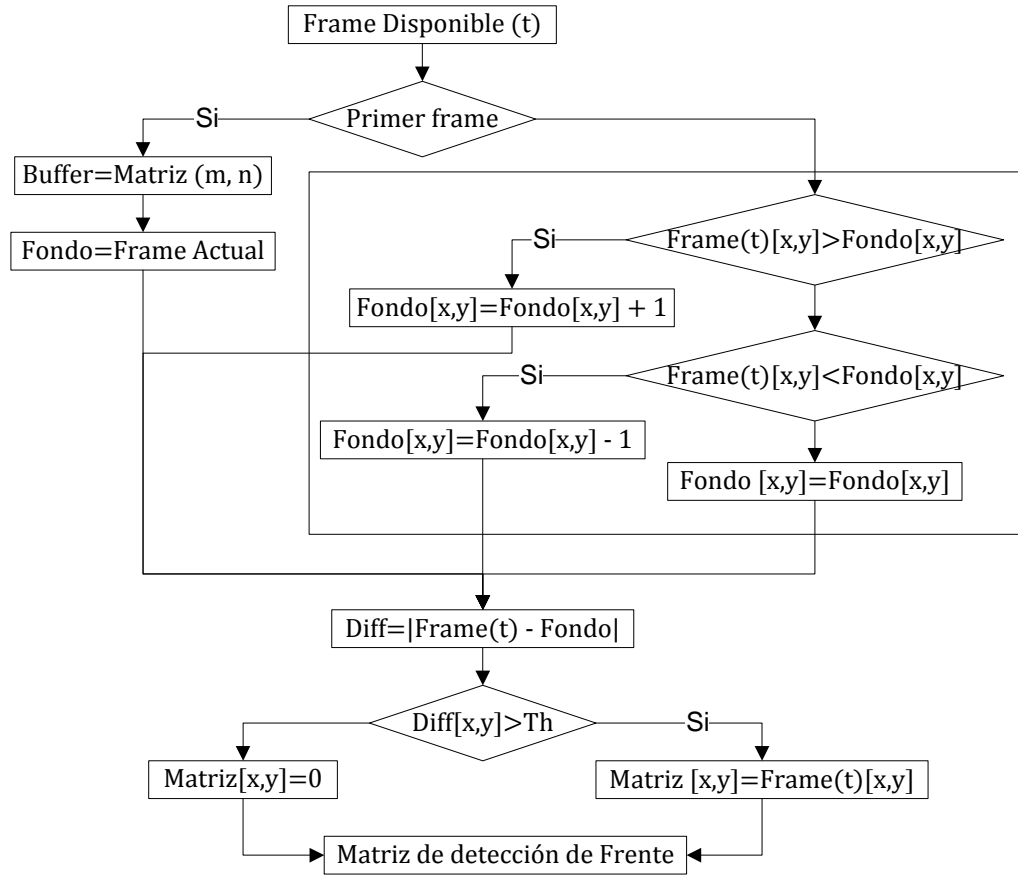 Frame Disponible (t)
Primer frame
Si
Buffer=Matriz (m, n)
Fondo=Frame Actual
Frame(t)[x,y]>Fondo[x,y]
Si
Fondo[x,y]=Fondo[x,y] + 1
Frame(t)[x,y]<Fondo[x,y]
Si
Fondo[x,y]=Fondo[x,y] - 1
Fondo [x,y]=Fondo[x,y]
Diff=|Frame(t) - Fondo|
Diff[x,y]>Th
Si
Matriz[x,y]=0
Matriz [x,y]=Frame(t)[x,y]
Matriz de detección de Frente